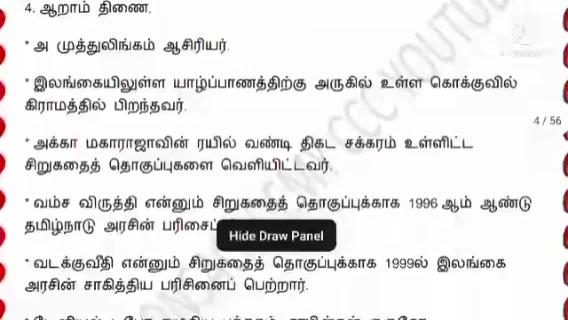 4. ஆறாம் திணை.
* அ முத்துலிங்கம் ஆசிரியர்.
* இலங்கையிலுள்ள யாழ்ப்பாணத்திற்கு அருகில் உள்ள கொக்குவில்
கிராமத்தில் பிறந்தவர்.
4 / 56
* அக்கா மகாராஜாவின் ரயில் வண்டி திகட சக்கரம் உள்ளிட்ட
சிறுகதைத் தொகுப்புகளை வெளியிட்டவர்.
* வம்ச விருத்தி என்னும் சிறுகதைத் தொகுப்புக்காக 1996 ஆம் ஆண்டு
தமிழ்நாடு அரசின்
Hide Draw Panel
* வடக்குவீதி என்னும் சிறுகதைத் தொகுப்புக்காக 1999ல் இலங்கை
அரசின் சாகித்திய பரிசினைப் பெற்றார்.